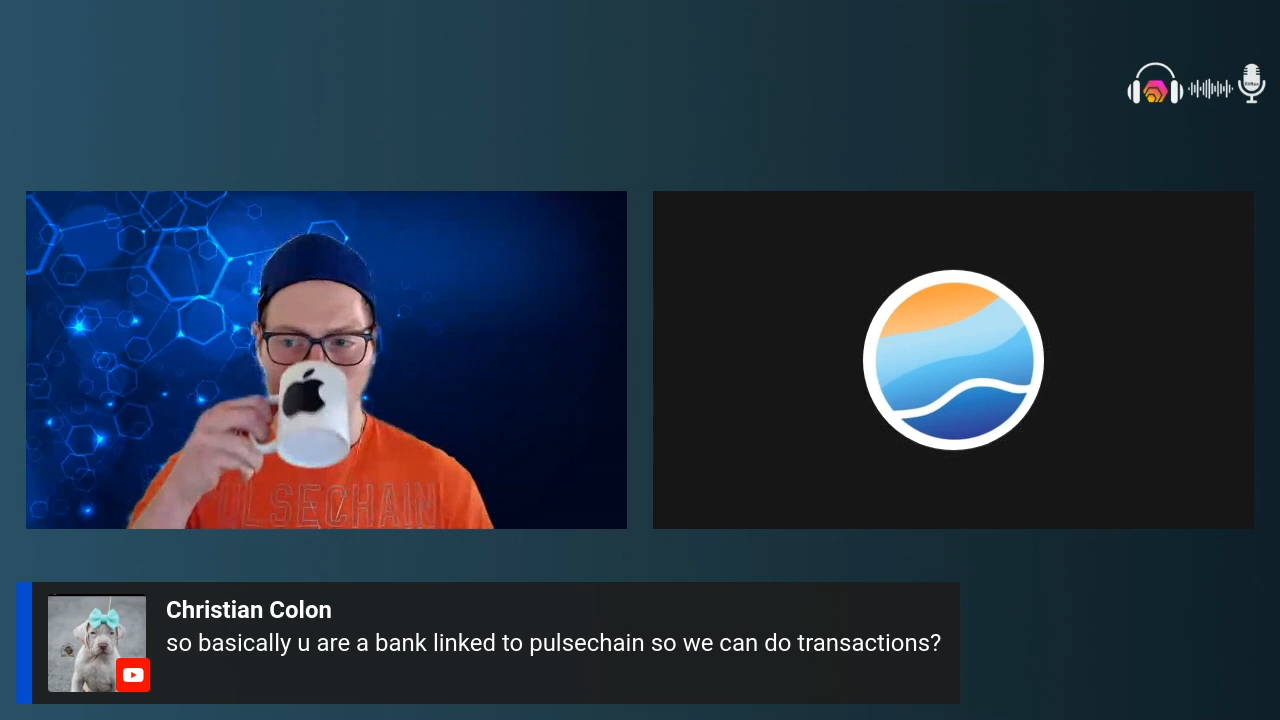 ULSECHAIN
Christian Colon
so basically u are a bank linked to pulsechain so we can do transactions?